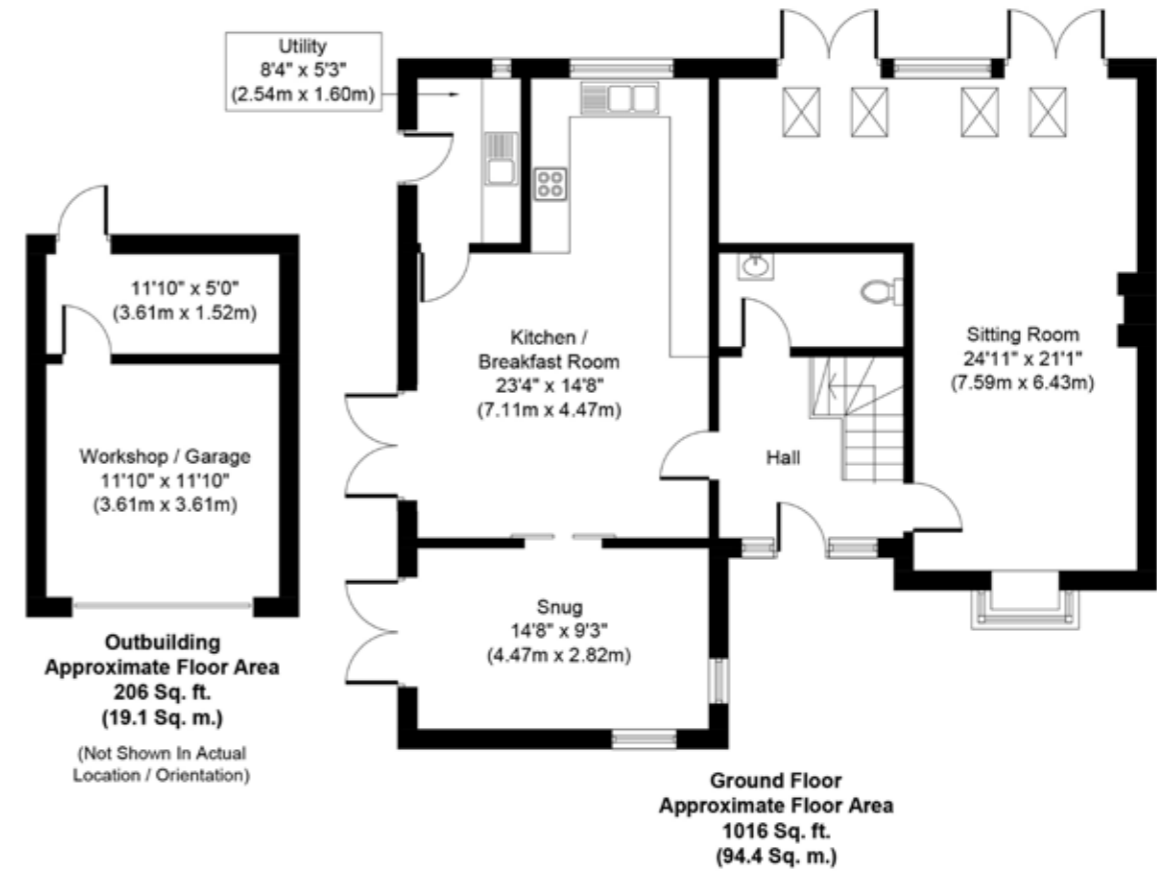 Utility
8'4" x 5'3"
(2.54m x 1.60m)
11'10" x 5'0"
(3.61m x 1.52m)
Workshop / Garage
11'10" x 11'10"
(3.61m x 3.61m)
Outbuilding
Approximate Floor Area
206 Sq. ft.
(19.1 Sq. m.)
(Not Shown In Actual
Location / Orientation)
Kitchen /
Breakfast Room
23'4" x 14'8"
(7.11m x 4.47m)
Hall
Sitting Room
24'11" x 21'1"
(7.59m x 6.43m)
Snug
14'8" x 9'3"
(4.47m x 2.82m)
Ground Floor
Approximate Floor Area
1016 Sq. ft.
(94.4 Sq. m.)